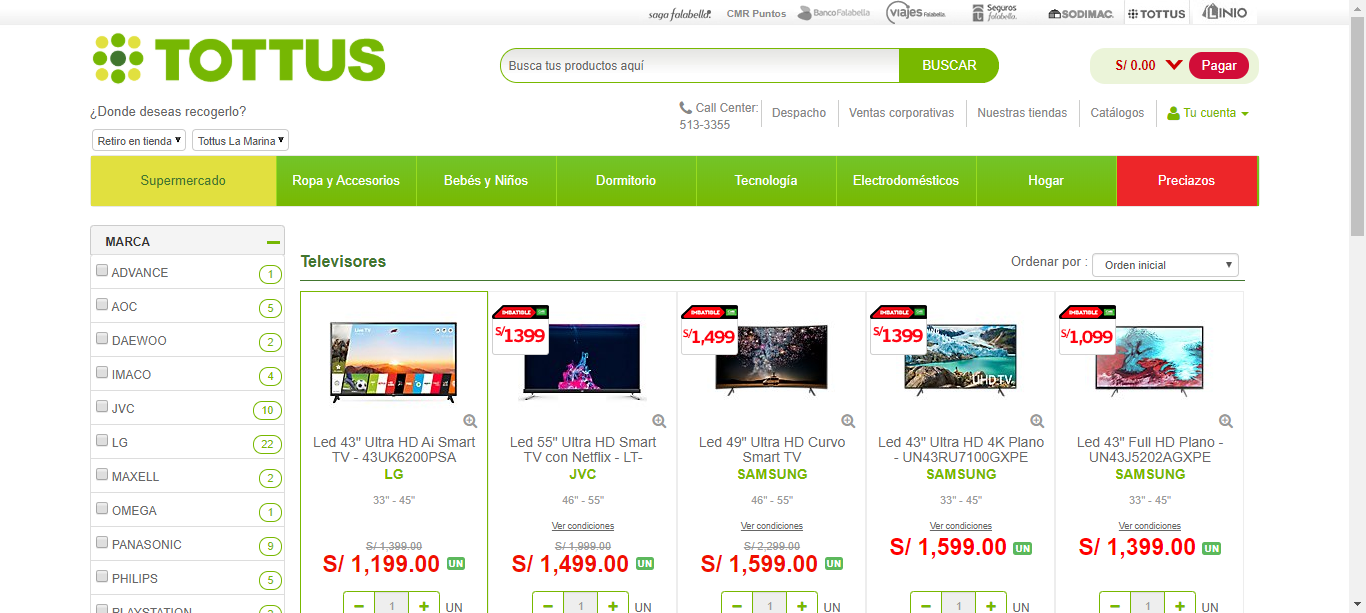 saga falabella. CMR Puntos BancoFalabella viajes Falabella Seguros falabella. SODIMAC. TOTTUS LINIO
TOTTUS
Busca tus productos aquí BUSCAR
S/ 0.00 Pagar
¿Donde deseas recogerlo?
Call Center:
513-3355
Despacho Ventas corporativas Nuestras tiendas Catálogos Tu cuenta
Retiro en tienda Tottus La Marina
Supermercado Ropa y Accesorios Bebés y Niños Dormitorio Tecnología Electrodomésticos Hogar Preciazos
MARCA
ADVANCE 1
AOC 5
DAEWOO 2
IMACO 4
JVC 10
LG 22
MAXELL 2
OMEGA 1
PANASONIC 9
PHILIPS 5
PLAYSTATION
Televisores
Ordenar por : Orden inicial
Live TV
Led 43" Ultra HD Ai Smart
TV - 43UK6200PSA
LG
33" - 45"
S/ 1,399.00
S/ 1,199.00 UN
1 UN
IMBATIBLE
S/1399
Led 55" Ultra HD Smart
TV con Netflix - LT-
JVC
46" - 55"
Ver condiciones
S/ 1,999.00
S/ 1,499.00 UN
1 UN
IMBATIBLE
S/1,499
Led 49" Ultra HD Curvo
Smart TV
SAMSUNG
46" - 55"
Ver condiciones
S/ 2,299.00
S/ 1,599.00 UN
1 UN
IMBATIBLE
S/1399
UHD TV
Led 43" Ultra HD 4K Plano
- UN43RU7100GXPE
SAMSUNG
33" - 45"
Ver condiciones
S/ 1,599.00 UN
1 UN
IMBATIBLE
S/1,099
Led 43" Full HD Plano -
UN43J5202AGXPE
SAMSUNG
33" - 45"
Ver condiciones
S/ 1,399.00 UN
1 UN